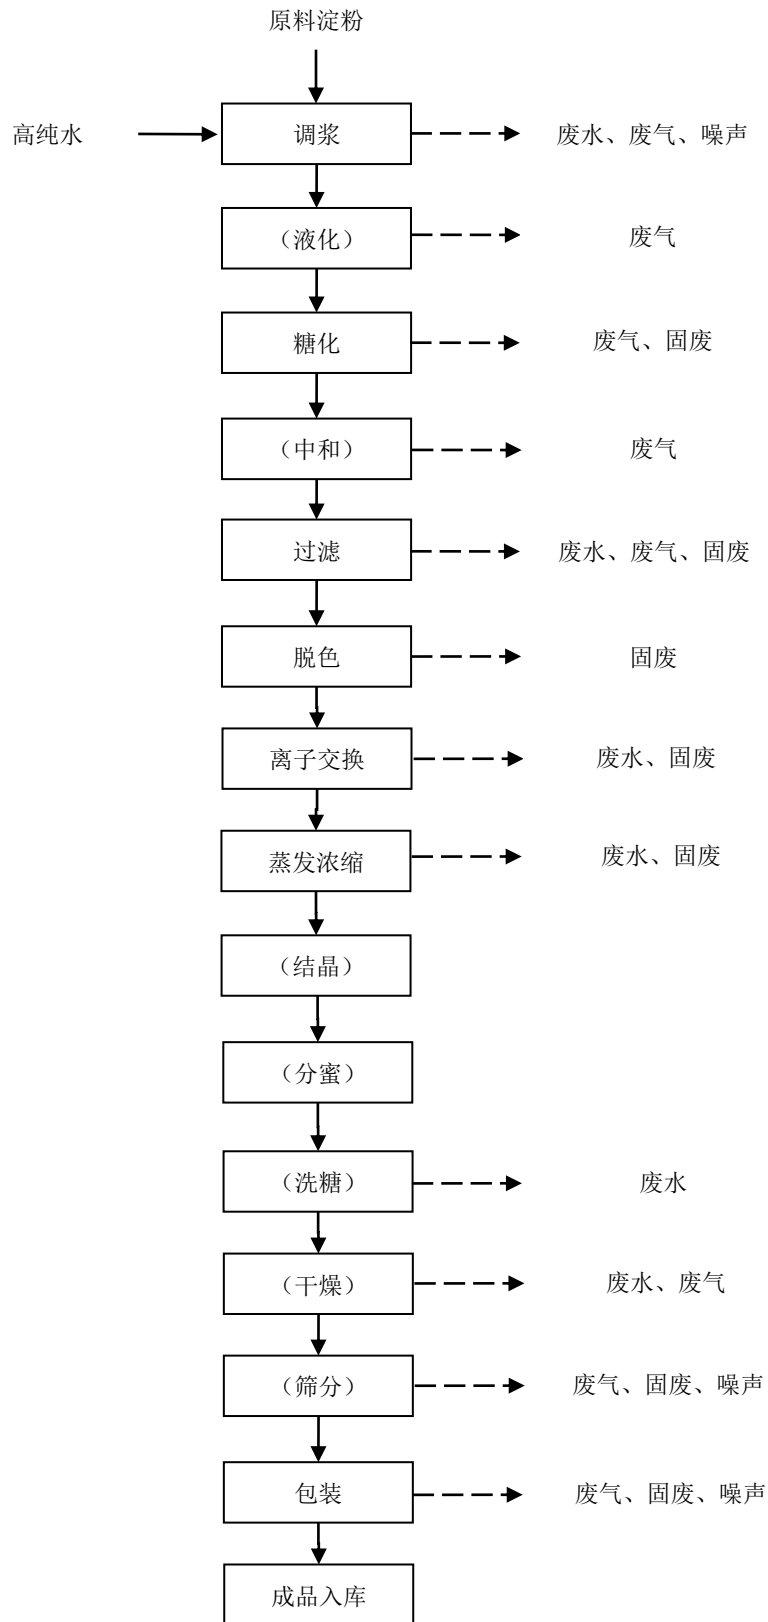 原料淀粉
高纯水
调浆
废水、废气、噪声
（液化）
废气
糖化
废气、固废
（中和）
废气
过滤
废水、废气、固废
脱色
固废
离子交换
废水、固废
蒸发浓缩
废水、固废
（结晶）
（分蜜）
（洗糖）
废水
（干燥）
废水、废气
（筛分）
废气、固废、噪声
包装
废气、固废、噪声
成品入库